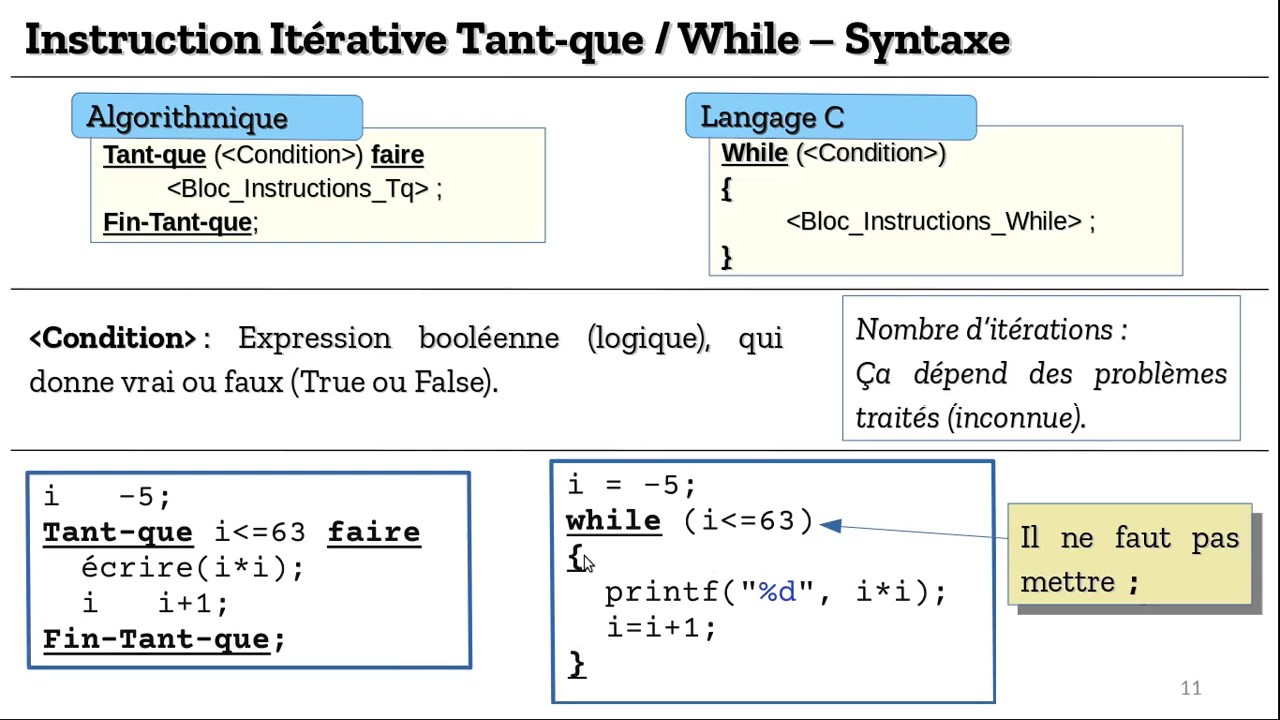 Instruction Itérative Tant-que / While – Syntaxe
Algorithmique
Tant-que (<Condition>) faire
<Bloc_Instructions_Tq> ;
Fin-Tant-que;
Langage C
While (<Condition>)
{
<Bloc_Instructions_While> ;
}
<Condition> : Expression booléenne (logique), qui
donne vrai ou faux (True ou False).
Nombre d'itérations :
Ça dépend des problèmes
traités (inconnue).
i -5;
Tant-que i<=63 faire
écrire(i*i);
i i+1;
Fin-Tant-que;
i = -5;
while (i<=63)
{
printf("%d", i*i);
i=i+1;
}
Il ne faut pas
mettre ;
11